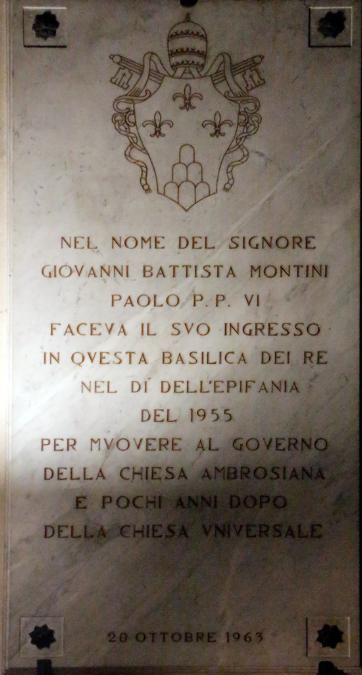 NEL NOME DEL SIGNORE
GIOVANNI BATTISTA MONTINI
PAOLO P.P. VI
FACEVA IL SVO INGRESSO
IN QVESTA BASILICA DEI RE
NEL DÌ DELL'EPIFANIA
DEL 1955
PER MVOVERE AL GOVERNO
DELLA CHIESA AMBROSIANA
E POCHI ANNI DOPO
DELLA CHIESA VNIVERSALE
20 OTTOBRE 1963